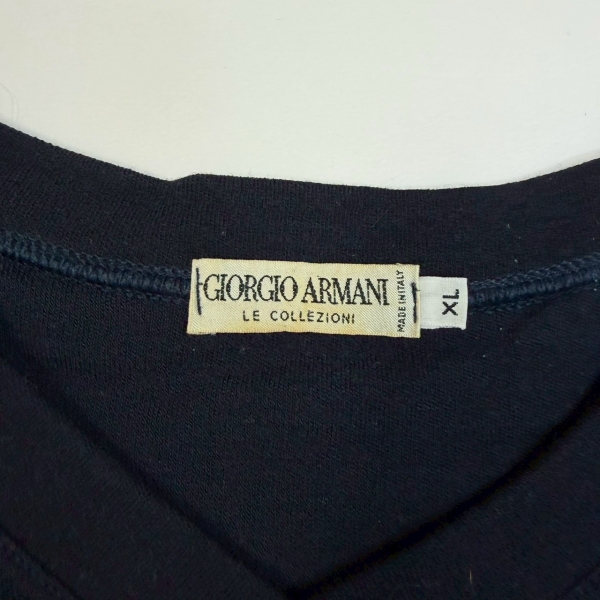 GIORGIO ARMANI
LE COLLEZIONI
MADE IN ITALY
XL